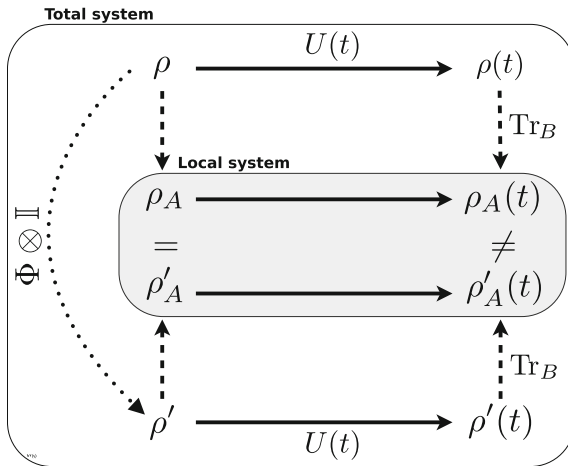 Total system
U(t)
ρ ρ(t)
Tr_B
Local system
ρ_A ρ_A(t)
Φ ⊗ 𝕀
= ≠
ρ′_A ρ′_A(t)
Tr_B
ρ′ ρ′(t)
U(t)